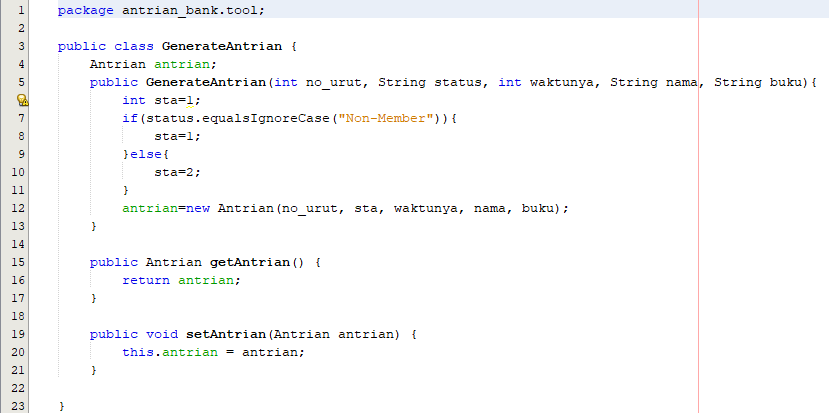 1 package antrian_bank.tool;
2
3 public class GenerateAntrian {
4 Antrian antrian;
5 public GenerateAntrian(int no_urut, String status, int waktunya, String nama, String buku){
int sta=1;
7 if(status.equalsIgnoreCase("Non-Member")){
8 sta=1;
9 }else{
10 sta=2;
11 }
12 antrian=new Antrian(no_urut, sta, waktunya, nama, buku);
13 }
14
15 public Antrian getAntrian() {
16 return antrian;
17 }
18
19 public void setAntrian(Antrian antrian) {
20 this.antrian = antrian;
21 }
22
23 }